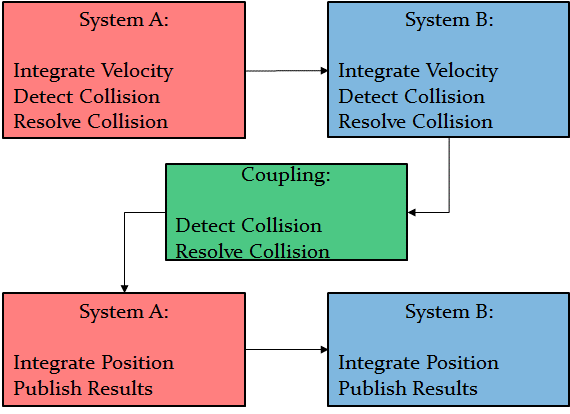 System A:
Integrate Velocity
Detect Collision
Resolve Collision
System B:
Integrate Velocity
Detect Collision
Resolve Collision
Coupling:
Detect Collision
Resolve Collision
System A:
Integrate Position
Publish Results
System B:
Integrate Position
Publish Results